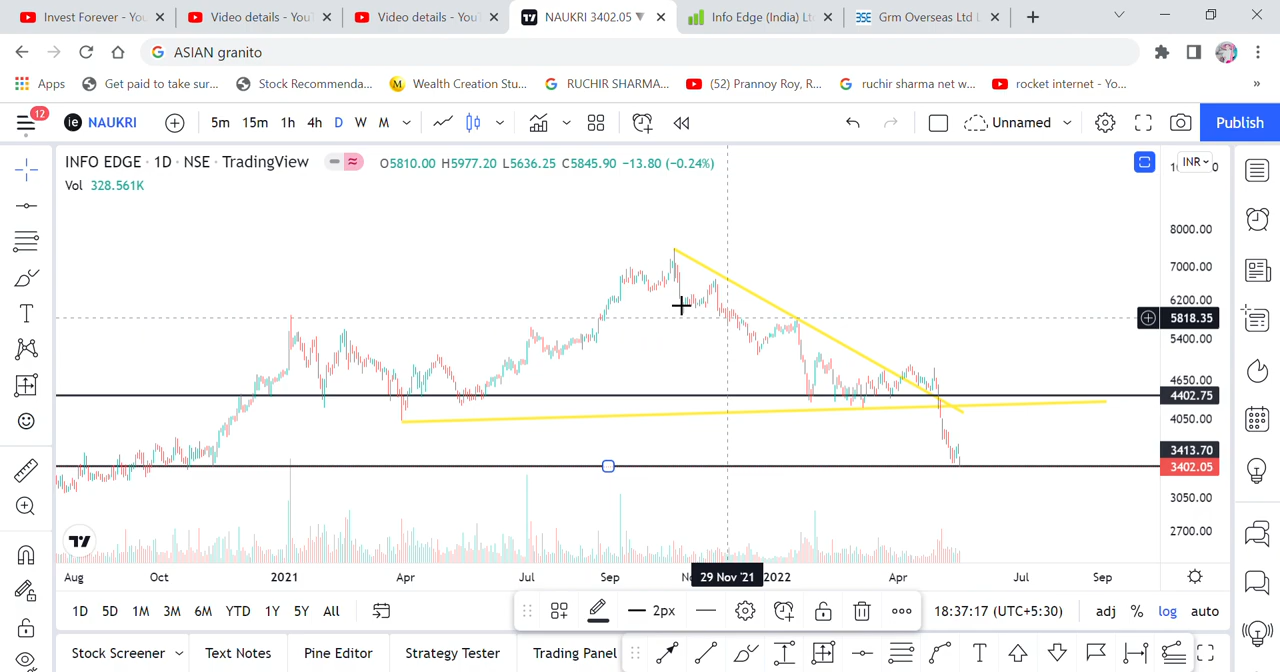 Invest Forever - You
Video details - YouT
Video details - YouT
NAUKRI 3402.05 ▼
Info Edge (India) Lt
Grm Overseas Ltd
ASIAN granito
Apps
Get paid to take sur...
Stock Recommenda...
Wealth Creation Stu...
RUCHIR SHARMA...
(52) Prannoy Roy, R...
ruchir sharma net w...
rocket internet - Yo...
»
12
ie NAUKRI
5m 15m 1h 4h D W M
Unnamed
Publish
INFO EDGE · 1D · NSE · TradingView
O5810.00 H5977.20 L5636.25 C5845.90 −13.80 (−0.24%)
INR
Vol 328.561K
8000.00
7000.00
6200.00
5818.35
5400.00
4650.00
4402.75
4050.00
3413.70
3402.05
3050.00
2700.00
Aug Oct 2021 Apr Jul Sep 29 Nov '21 2022 Apr Jul Sep
1D 5D 1M 3M 6M YTD 1Y 5Y All
2px
18:37:17 (UTC+5:30)
adj % log auto
Stock Screener
Text Notes
Pine Editor
Strategy Tester
Trading Panel